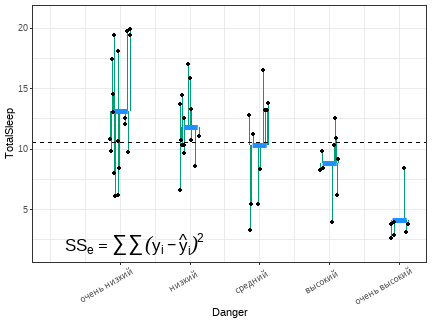 TotalSleep
20
15
10
5
SSₑ = ∑∑(yᵢ − ŷᵢ)²
очень низкий
низкий
средний
высокий
очень высокий
Danger